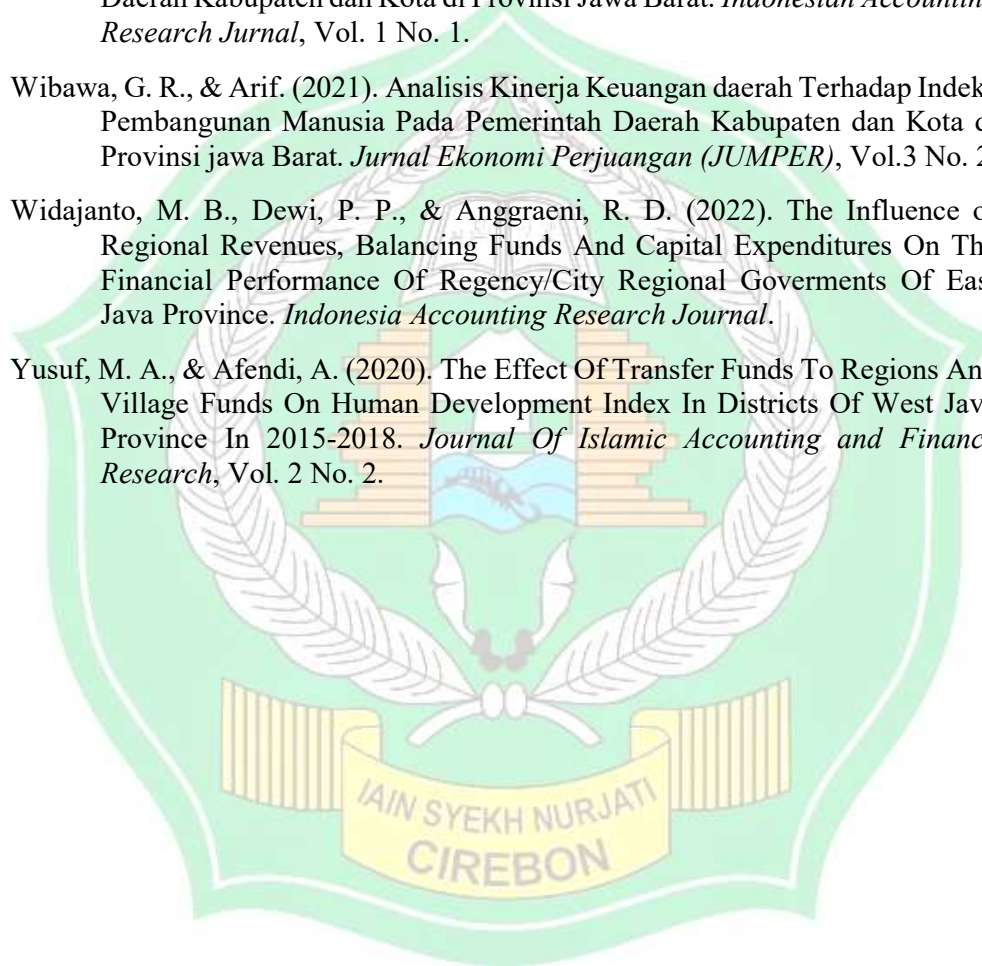 Daerah Kabupaten dan Kota di Provinsi Jawa Barat. Indonesian Accountin
Research Jurnal, Vol. 1 No. 1.
Wibawa, G. R., & Arif. (2021). Analisis Kinerja Keuangan daerah Terhadap Indek
Pembangunan Manusia Pada Pemerintah Daerah Kabupaten dan Kota d
Provinsi jawa Barat. Jurnal Ekonomi Perjuangan (JUMPER), Vol.3 No. 2
Widajanto, M. B., Dewi, P. P., & Anggraeni, R. D. (2022). The Influence o
Regional Revenues, Balancing Funds And Capital Expenditures On Th
Financial Performance Of Regency/City Regional Goverments Of Eas
Java Province. Indonesia Accounting Research Journal.
Yusuf, M. A., & Afendi, A. (2020). The Effect Of Transfer Funds To Regions An
Village Funds On Human Development Index In Districts Of West Jav
Province In 2015-2018. Journal Of Islamic Accounting and Financ
Research, Vol. 2 No. 2.
IAIN SYEKH NURJATI
CIREBON